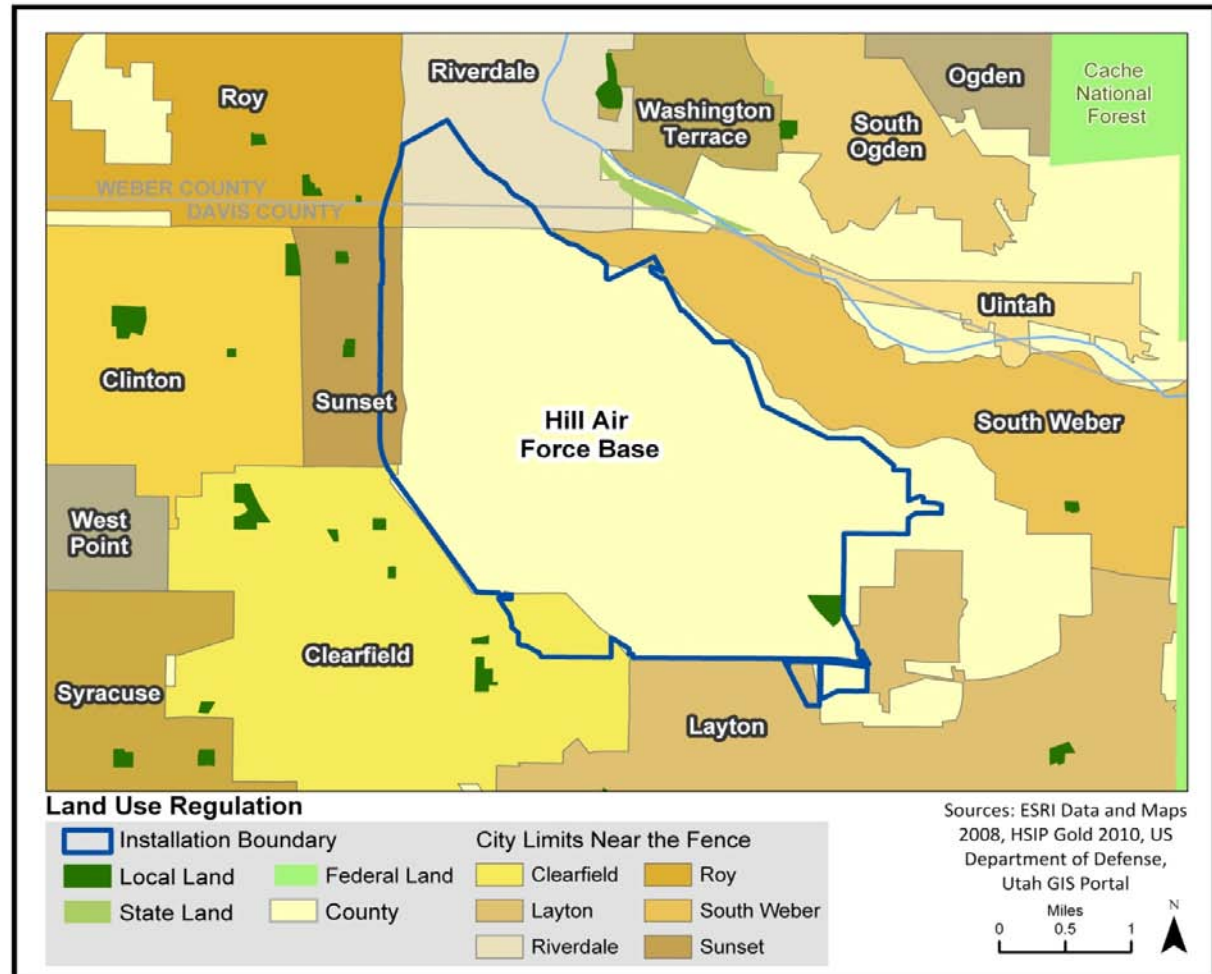 Riverdale
Ogden
Cache
National
Forest
Roy
Washington
Terrace
South
Ogden
WEBER COUNTY
DAVIS COUNTY
Uintah
Clinton
Sunset
Hill Air
Force Base
South Weber
West
Point
Clearfield
Syracuse
Layton
Land Use Regulation
Installation Boundary
Local Land
Federal Land
State Land
County
City Limits Near the Fence
Clearfield
Roy
Layton
South Weber
Riverdale
Sunset
Sources: ESRI Data and Maps
2008, HSIP Gold 2010, US
Department of Defense,
Utah GIS Portal
Miles
0 0.5 1
N